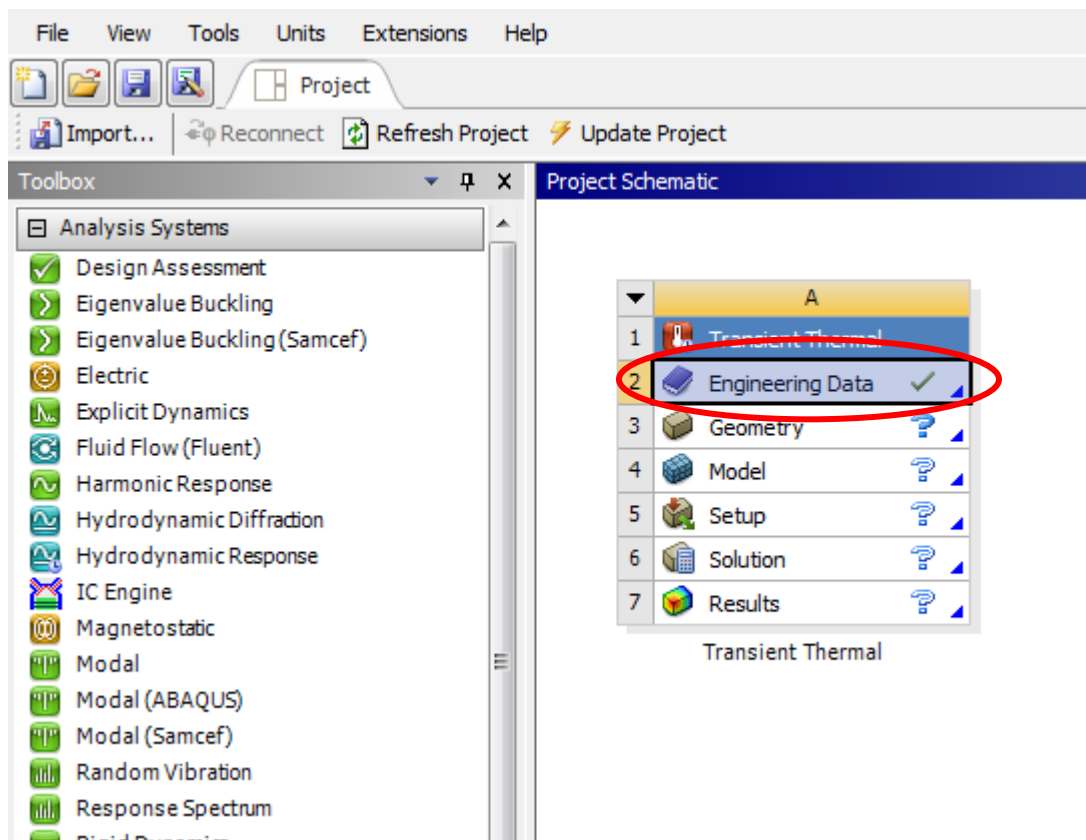 File View Tools Units Extensions Help
Project
Import... Reconnect Refresh Project Update Project
Toolbox
Analysis Systems
Design Assessment
Eigenvalue Buckling
Eigenvalue Buckling (Samcef)
Electric
Explicit Dynamics
Fluid Flow (Fluent)
Harmonic Response
Hydrodynamic Diffraction
Hydrodynamic Response
IC Engine
Magnetostatic
Modal
Modal (ABAQUS)
Modal (Samcef)
Random Vibration
Response Spectrum
Rigid Dynamics
Project Schematic
A
1 Transient Thermal
2 Engineering Data
3 Geometry
4 Model
5 Setup
6 Solution
7 Results
Transient Thermal